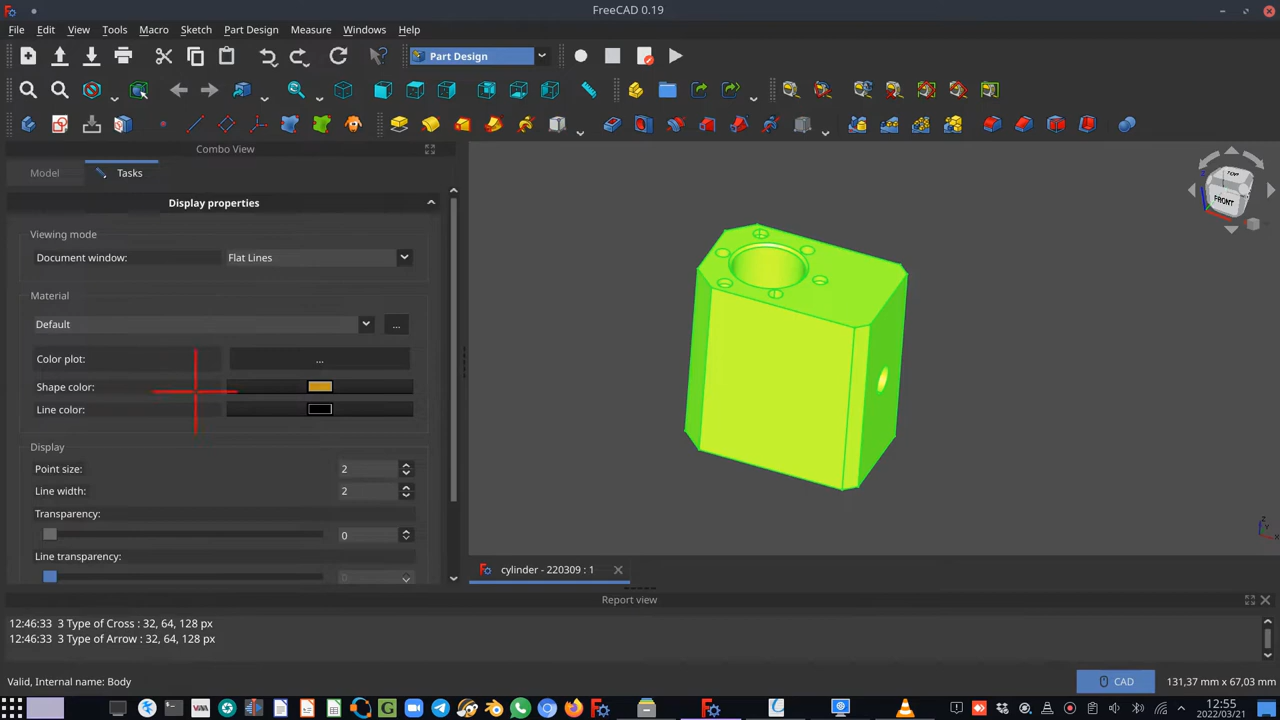 FreeCAD 0.19
File Edit View Tools Macro Sketch Part Design Measure Windows Help
Part Design
Combo View
Model Tasks
Display properties
Viewing mode
Document window: Flat Lines
Material
Default ...
Color plot: ...
Shape color:
Line color:
Display
Point size: 2
Line width: 2
Transparency: 0
Line transparency: 0
TOP
FRONT
Z
X
cylinder - 220309 : 1
Report view
12:46:33 3 Type of Cross : 32, 64, 128 px
12:46:33 3 Type of Arrow : 32, 64, 128 px
Valid, Internal name: Body
CAD 131,37 mm x 67,03 mm
12:55
2022/03/21